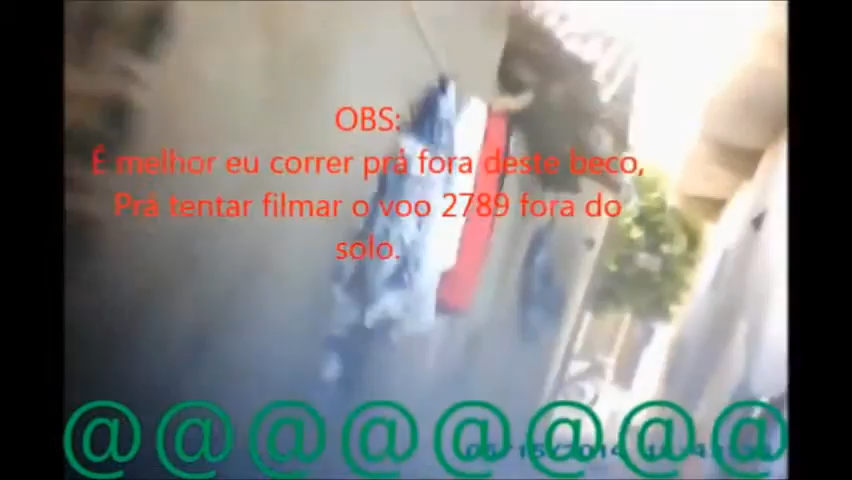 OBS:
É melhor eu correr prá fora deste beco,
Prá tentar filmar o voo 2789 fora do
solo.
@@@@@@@@